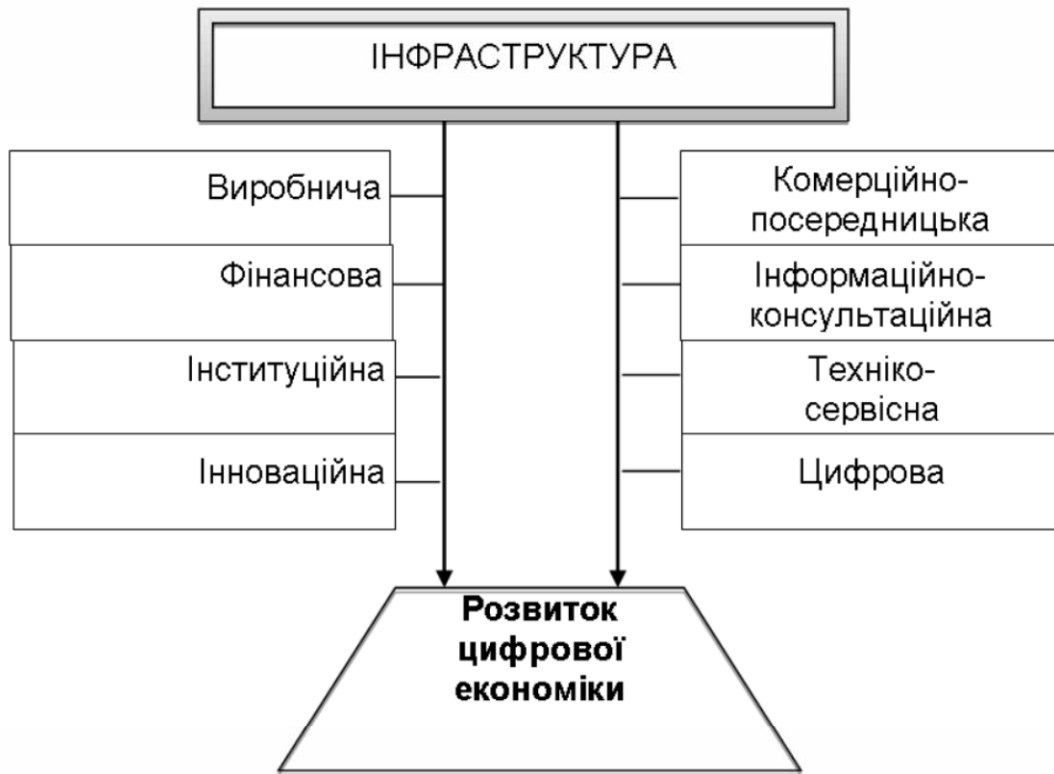 ІНФРАСТРУКТУРА
Виробнича
Фінансова
Інституційна
Інноваційна
Комерційно-
посередницька
Інформаційно-
консультаційна
Техніко-
сервісна
Цифрова
Розвиток
цифрової
економіки